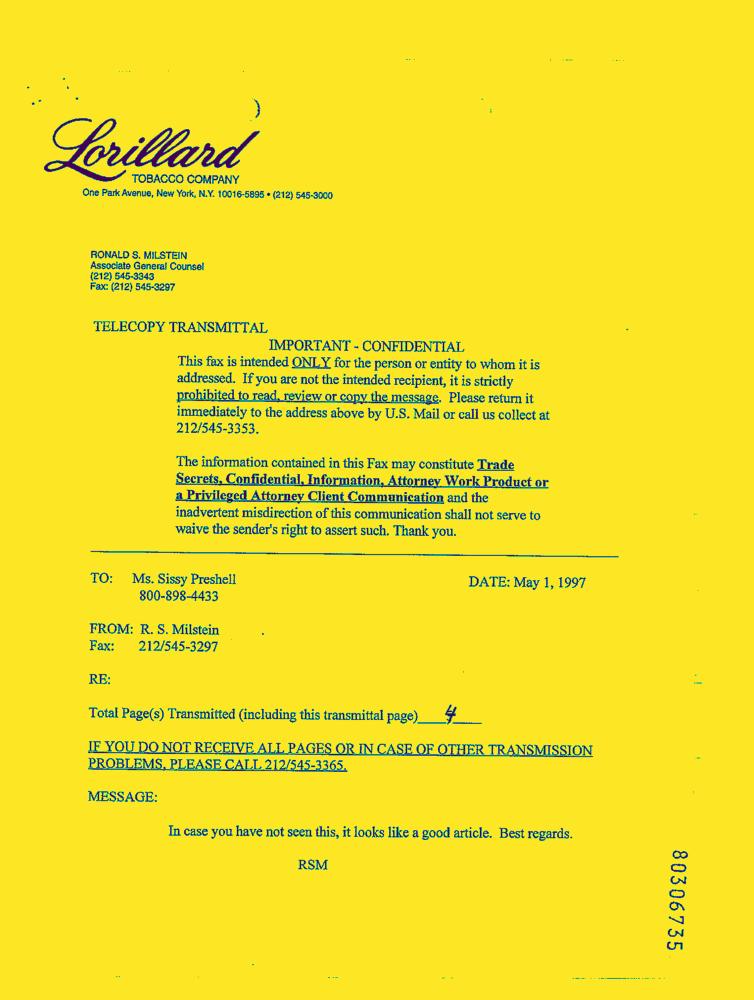 Lorillard
TOBACCO COMPANY
One Park Avenue, New York, N.Y. 10016-5895 • (212) 545-3000
RONALD S. MILSTEIN
Associate General Counsel
(212) 545-3343
Fax: (212) 545-3297
TELECOPY TRANSMITTAL
IMPORTANT - CONFIDENTIAL
This fax is intended ONLY for the person or entity to whom it is
addressed. If you are not the intended recipient, it is strictly
prohibited to read, review or copy the message. Please return it
immediately to the address above by U.S. Mail or call us collect at
212/545-3353.
The information contained in this Fax may constitute Trade
Secrets, Confidential, Information, Attorney Work Product or
a Privileged Attorney Client Communication and the
inadvertent misdirection of this communication shall not serve to
waive the sender's right to assert such. Thank you.
TO: Ms. Sissy Preshell
DATE: May 1, 1997
800-898-4433
FROM: R. S. Milstein
Fax: 212/545-3297
RE:
Total Page(s) Transmitted (including this transmittal page) 4
IF YOU DO NOT RECEIVE ALL PAGES OR IN CASE OF OTHER TRANSMISSION
PROBLEMS, PLEASE CALL 212/545-3365.
MESSAGE:
In case you have not seen this, it looks like a good article. Best regards.
RSM
80306735